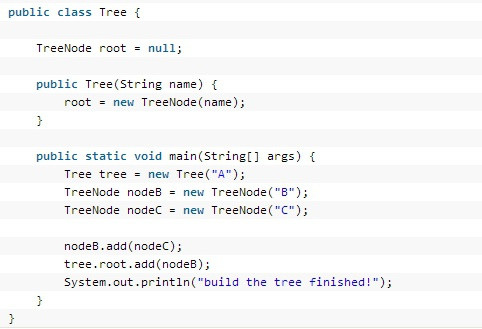 public class Tree {
TreeNode root = null;
public Tree(String name) {
root = new TreeNode(name);
}
public static void main(String[] args) {
Tree tree = new Tree("A");
TreeNode nodeB = new TreeNode("B");
TreeNode nodeC = new TreeNode("C");
nodeB.add(nodeC);
tree.root.add(nodeB);
System.out.println("build the tree finished!");
}
}